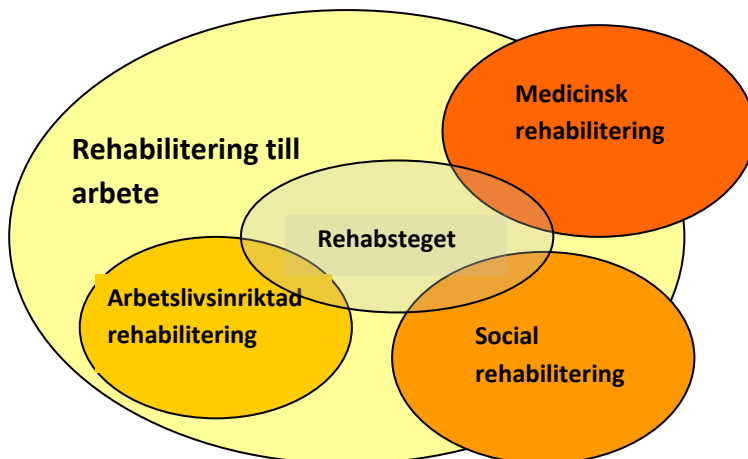 Medicinsk
rehabilitering
Rehabilitering till
arbete
Rehabsteget
Arbetslivsinriktad
rehabilitering
Social
rehabilitering